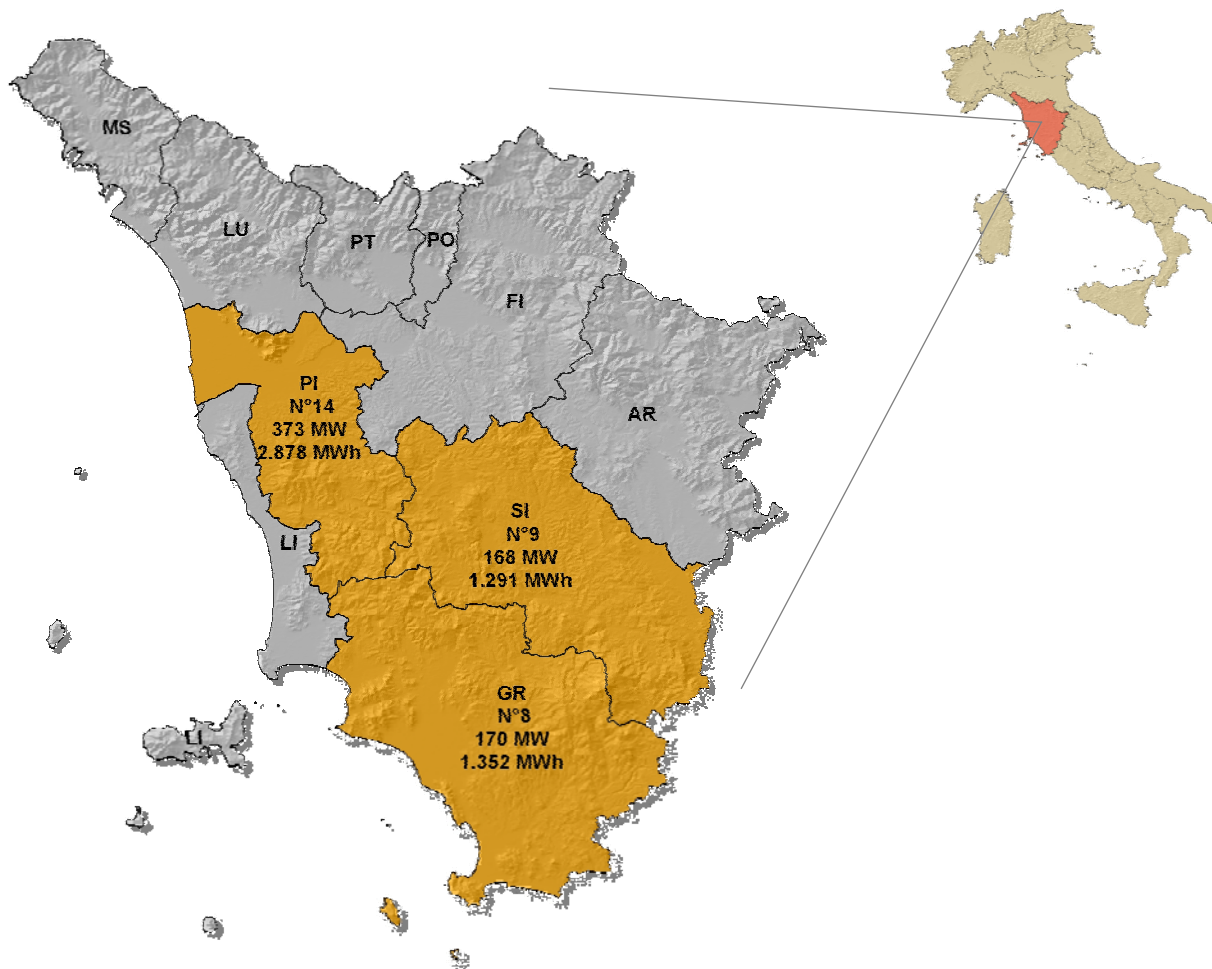 MS
LU
PT
PO
FI
AR
PI
N°14
373 MW
2.878 MWh
SI
N°9
168 MW
1.291 MWh
LI
GR
N°8
170 MW
1.352 MWh
LI